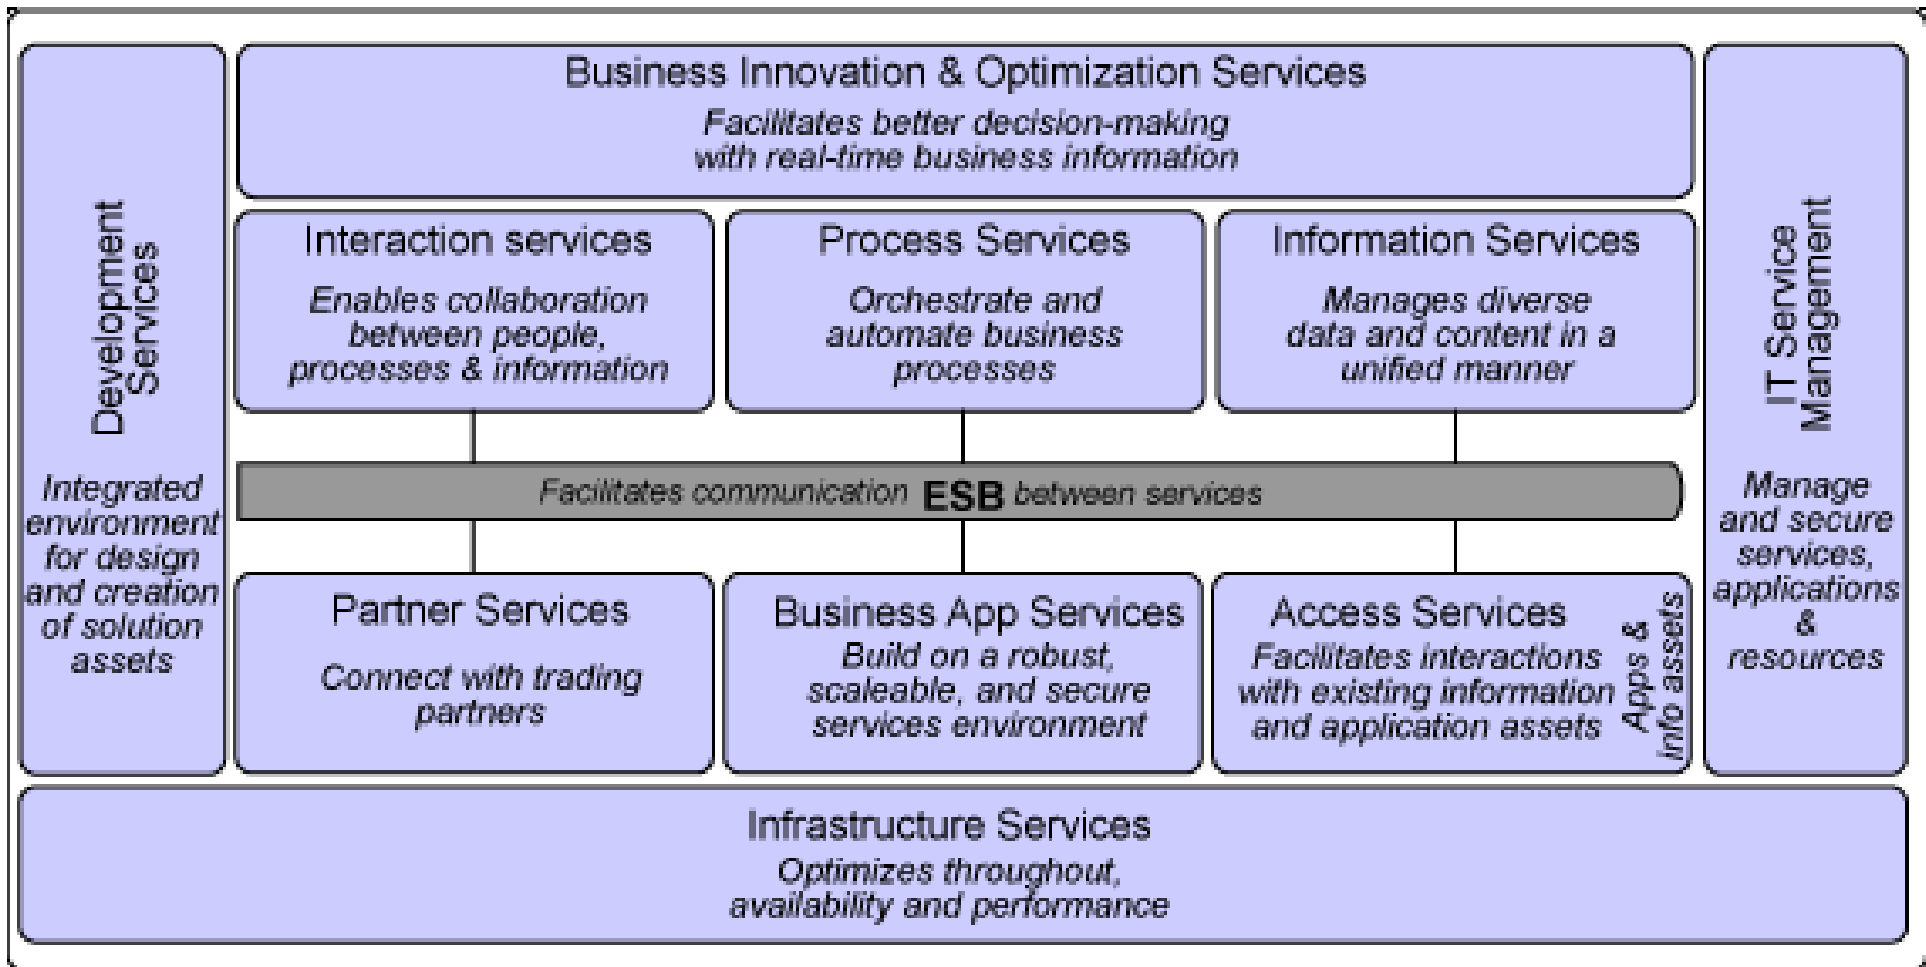 Development
Services
Integrated
environment
for design
and creation
of solution
assets
Business Innovation & Optimization Services
Facilitates better decision-making
with real-time business information
Interaction services
Enables collaboration
between people,
processes & information
Process Services
Orchestrate and
automate business
processes
Information Services
Manages diverse
data and content in a
unified manner
Facilitates communication ESB between services
Partner Services
Connect with trading
partners
Business App Services
Build on a robust,
scaleable, and secure
services environment
Access Services
Facilitates interactions
with existing information
and application assets
Apps &
info assets
IT Service
Management
Manage
and secure
services,
applications
&
resources
Infrastructure Services
Optimizes throughout,
availability and performance